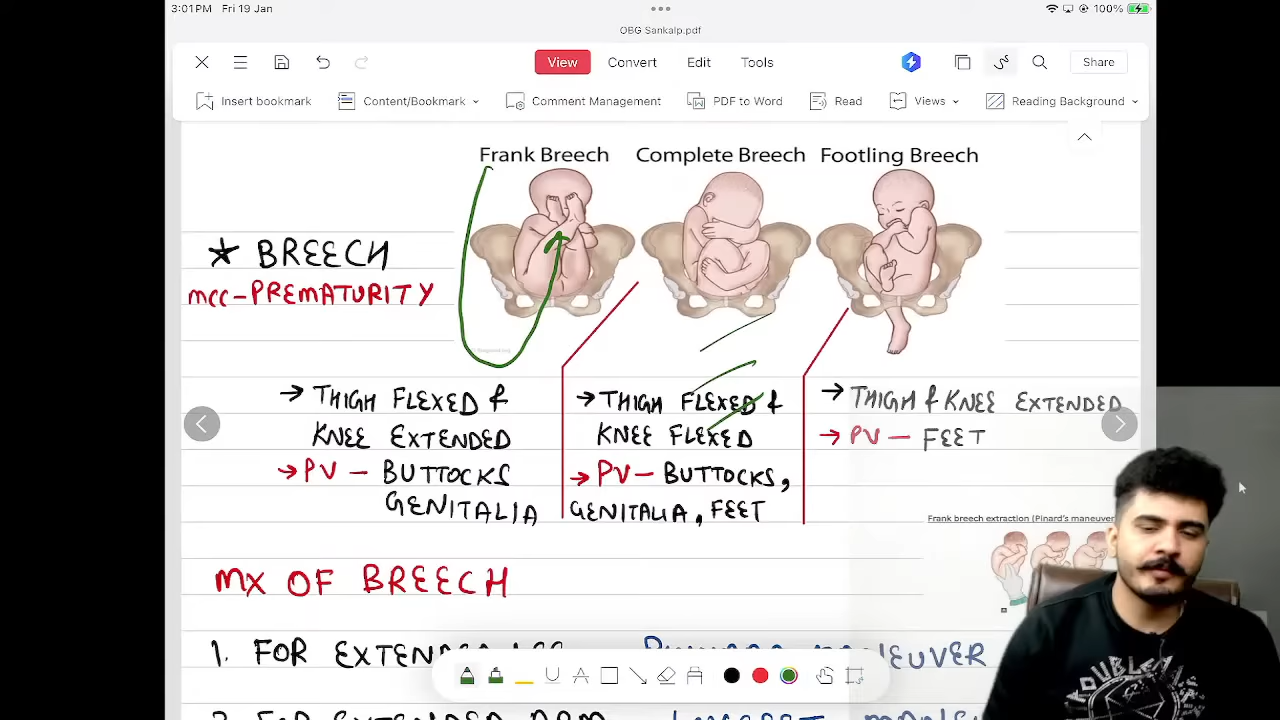 3:01PM Fri 19 Jan
100%
OBG Sankalp.pdf
View Convert Edit Tools
Share
Insert bookmark Content/Bookmark Comment Management PDF to Word Read Views Reading Background
Frank Breech Complete Breech Footling Breech
★ BREECH
mcc-PREMATURITY
→ THIGH FLEXED &
KNEE EXTENDED
→ PV – BUTTOCKS
GENITALIA
→ THIGH FLEXED &
KNEE FLEXED
→ PV – BUTTOCKS,
GENITALIA, FEET
→ THIGH & KNEE EXTENDED
→ PV – FEET
Frank breech extraction (Pinard's maneuver
MX OF BREECH
1. FOR EXTENDED